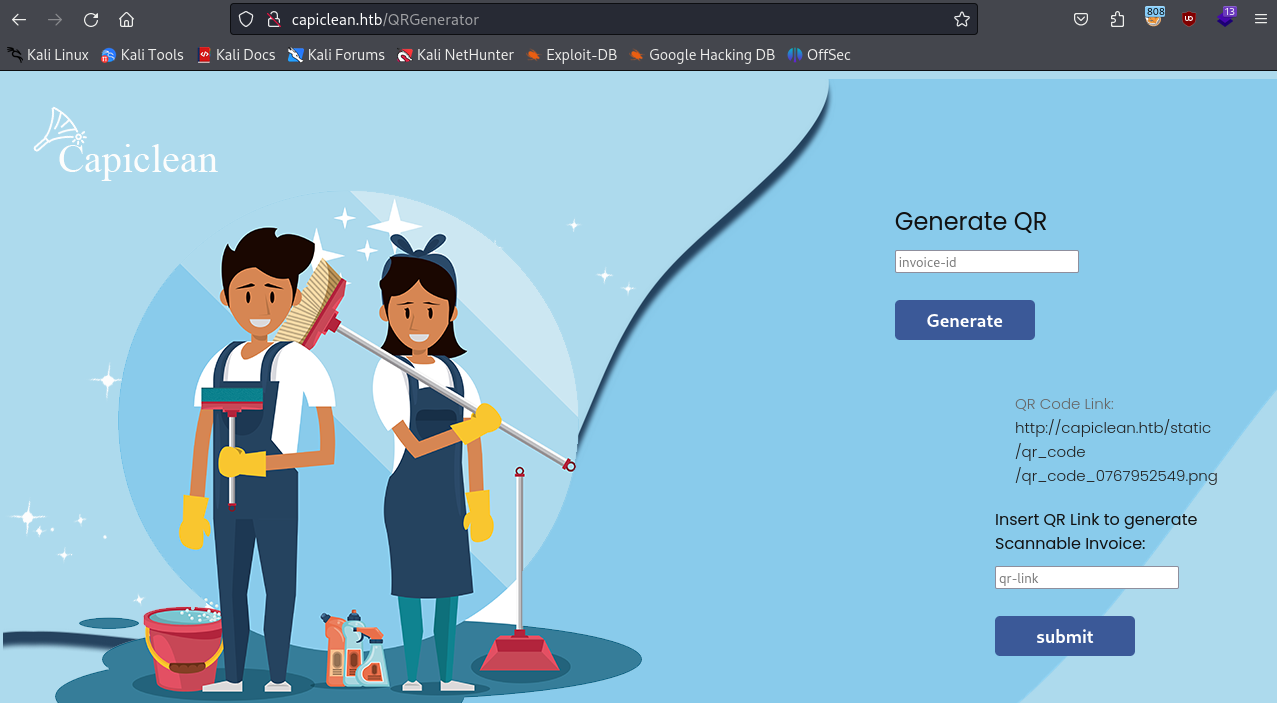 capiclean.htb/QRGenerator
808
13
Kali Linux
Kali Tools
Kali Docs
Kali Forums
Kali NetHunter
Exploit-DB
Google Hacking DB
OffSec
Capiclean
Generate QR
invoice-id
Generate
QR Code Link:
http://capiclean.htb/static
/qr_code
/qr_code_0767952549.png
Insert QR Link to generate
Scannable Invoice:
qr-link
submit